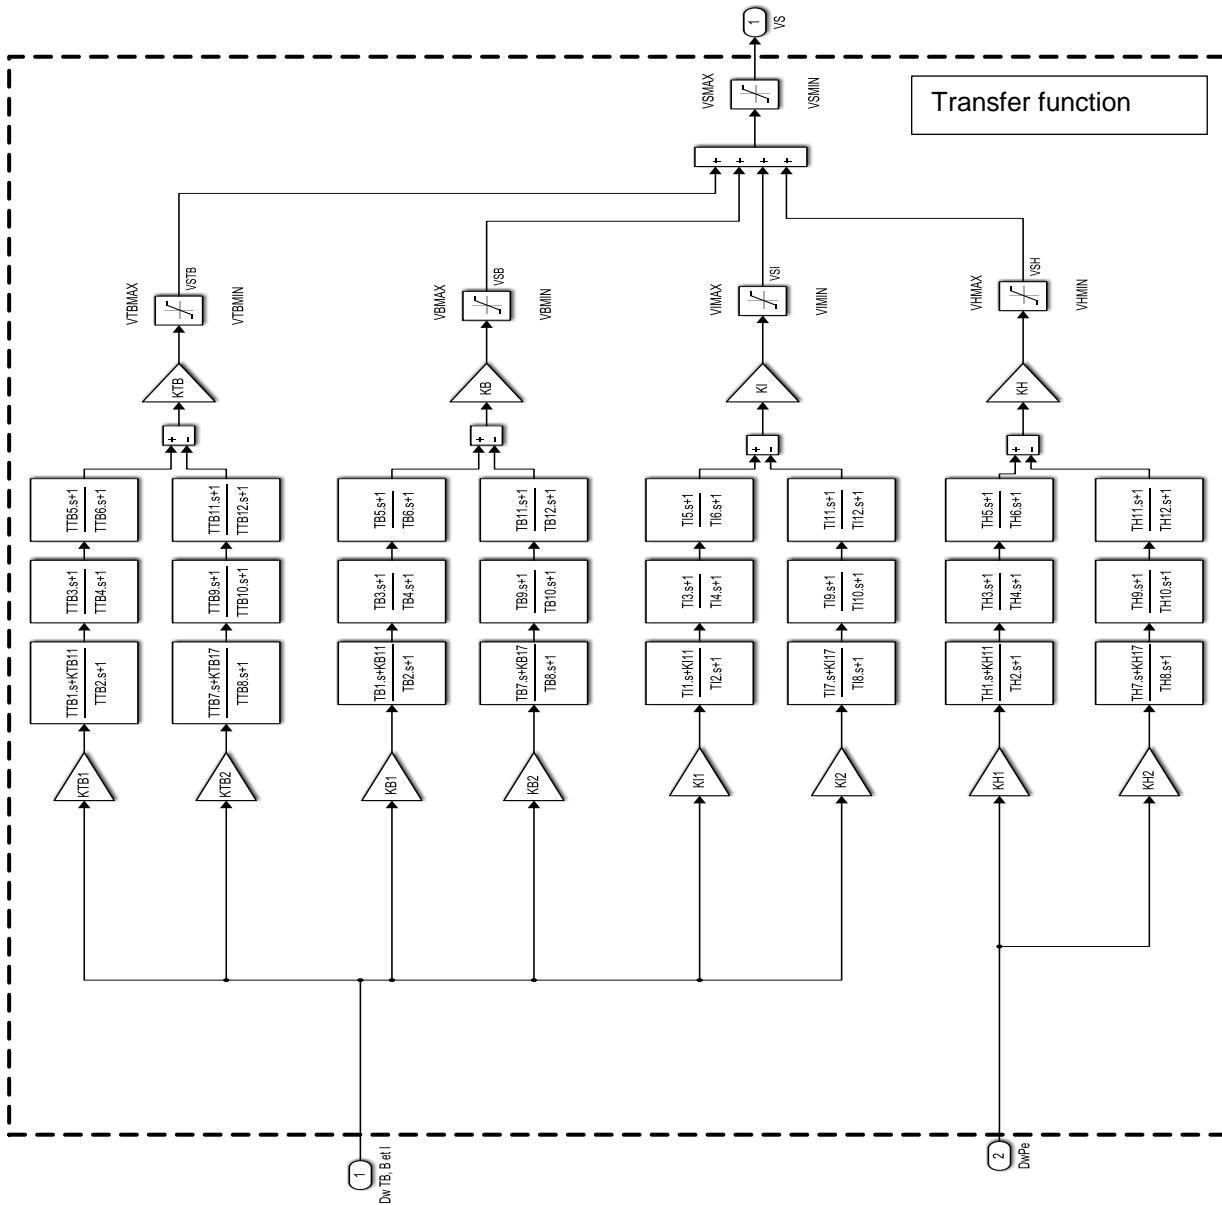 Transfer function
1
VS
VSMAX
VSMIN
+
+
+
+
VTBMAX
VSTB
VTBMIN
VBMAX
VSB
VBMIN
VIMAX
VSI
VIMIN
VHMAX
VSH
VHMIN
KTB
KB
KI
KH
+
-
+
-
+
-
+
-
TTB5.s+1
TTB6.s+1
TTB11.s+1
TTB12.s+1
TB5.s+1
TB6.s+1
TB11.s+1
TB12.s+1
TI5.s+1
TI6.s+1
TI11.s+1
TI12.s+1
TH5.s+1
TH6.s+1
TH11.s+1
TH12.s+1
TTB3.s+1
TTB4.s+1
TTB9.s+1
TTB10.s+1
TB3.s+1
TB4.s+1
TB9.s+1
TB10.s+1
TI3.s+1
TI4.s+1
TI9.s+1
TI10.s+1
TH3.s+1
TH4.s+1
TH9.s+1
TH10.s+1
TTB1.s+KTB11
TTB2.s+1
TTB7.s+KTB17
TTB8.s+1
TB1.s+KB11
TB2.s+1
TB7.s+KB17
TB8.s+1
TI1.s+KI11
TI2.s+1
TI7.s+KI17
TI8.s+1
TH1.s+KH11
TH2.s+1
TH7.s+KH17
TH8.s+1
KTB1
KTB2
KB1
KB2
KI1
KI2
KH1
KH2
1
Dw TB, B et I
2
DwPe